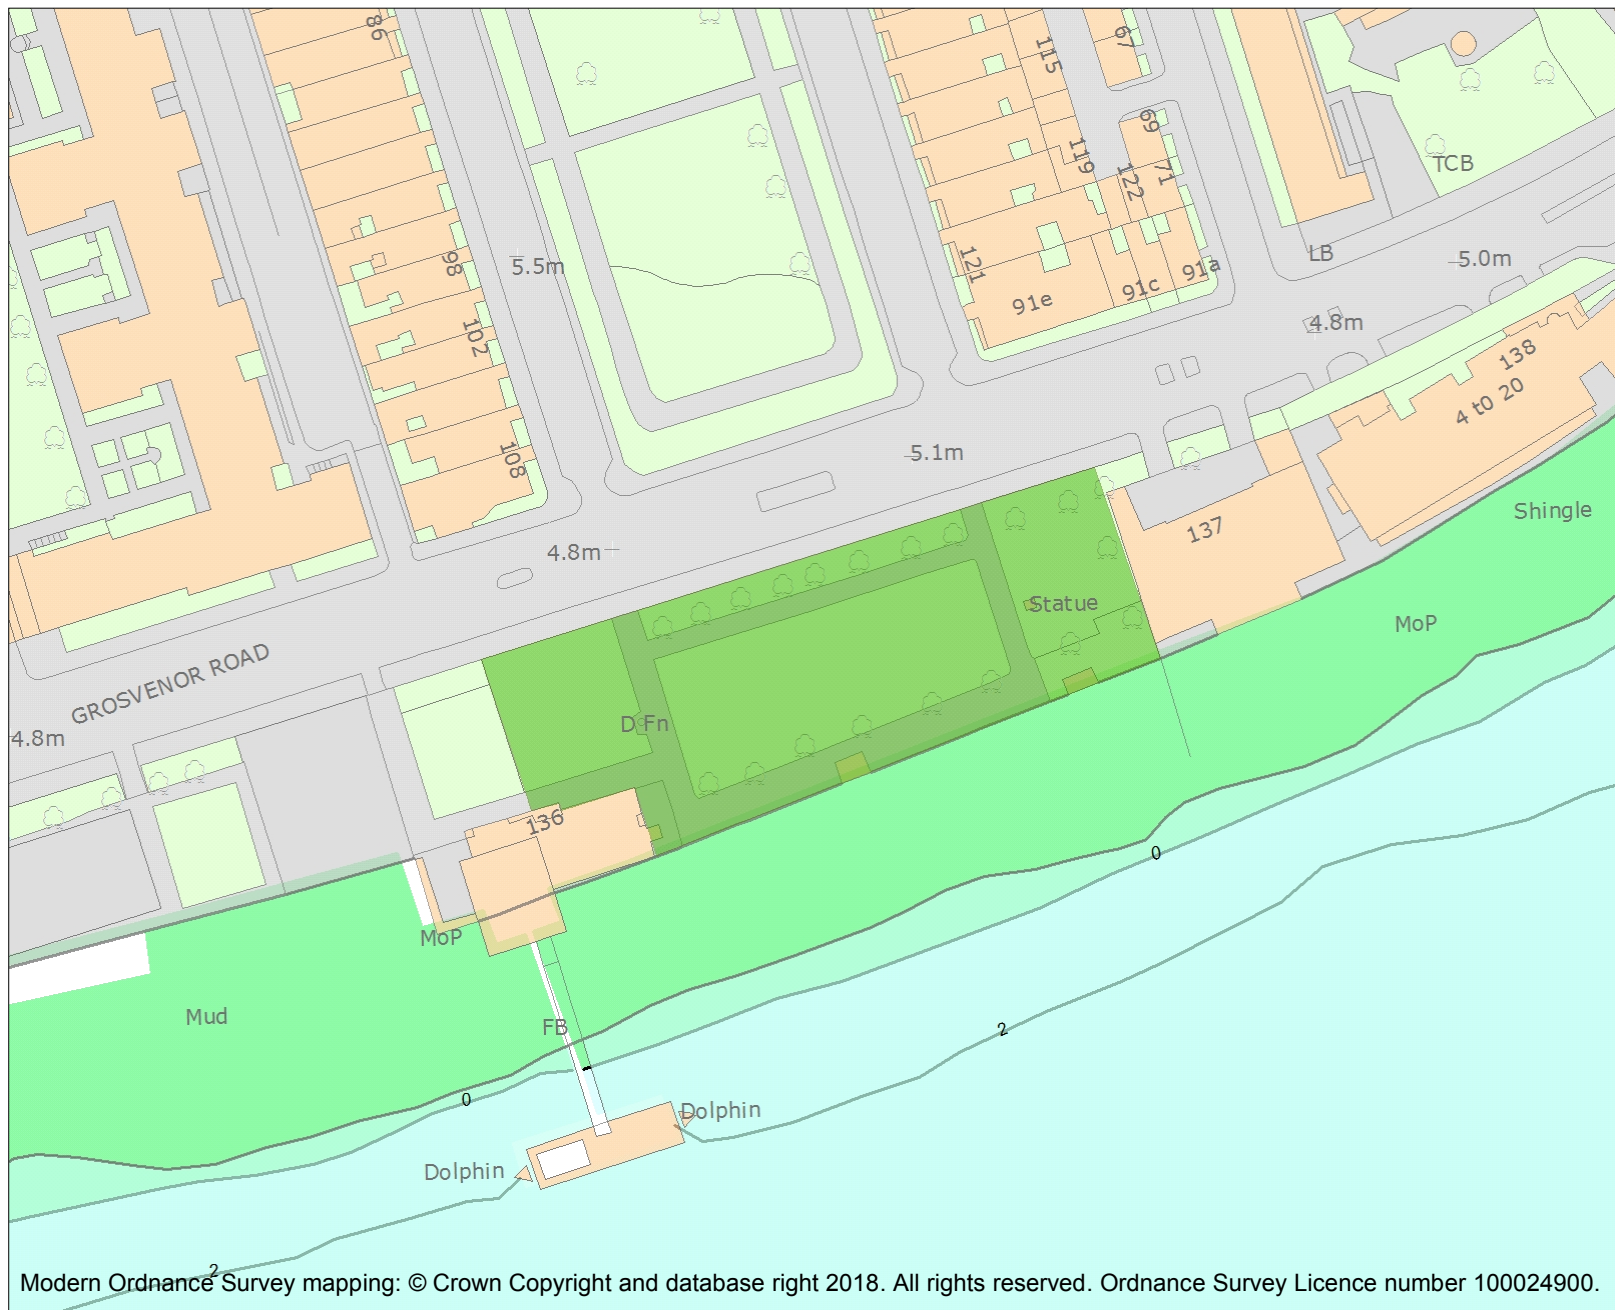 86
115
67
69
119
71
122
TCB
98
5.5m
121
91e
91c
91a
LB
5.0m
102
4.8m
138
4 to 20
108
5.1m
4.8m
137
Shingle
Statue
MoP
GROSVENOR ROAD
4.8m
D Fn
136
0
MoP
Mud
FB
2
0
Dolphin
Dolphin
2
Modern Ordnance Survey mapping: © Crown Copyright and database right 2018. All rights reserved. Ordnance Survey Licence number 100024900.